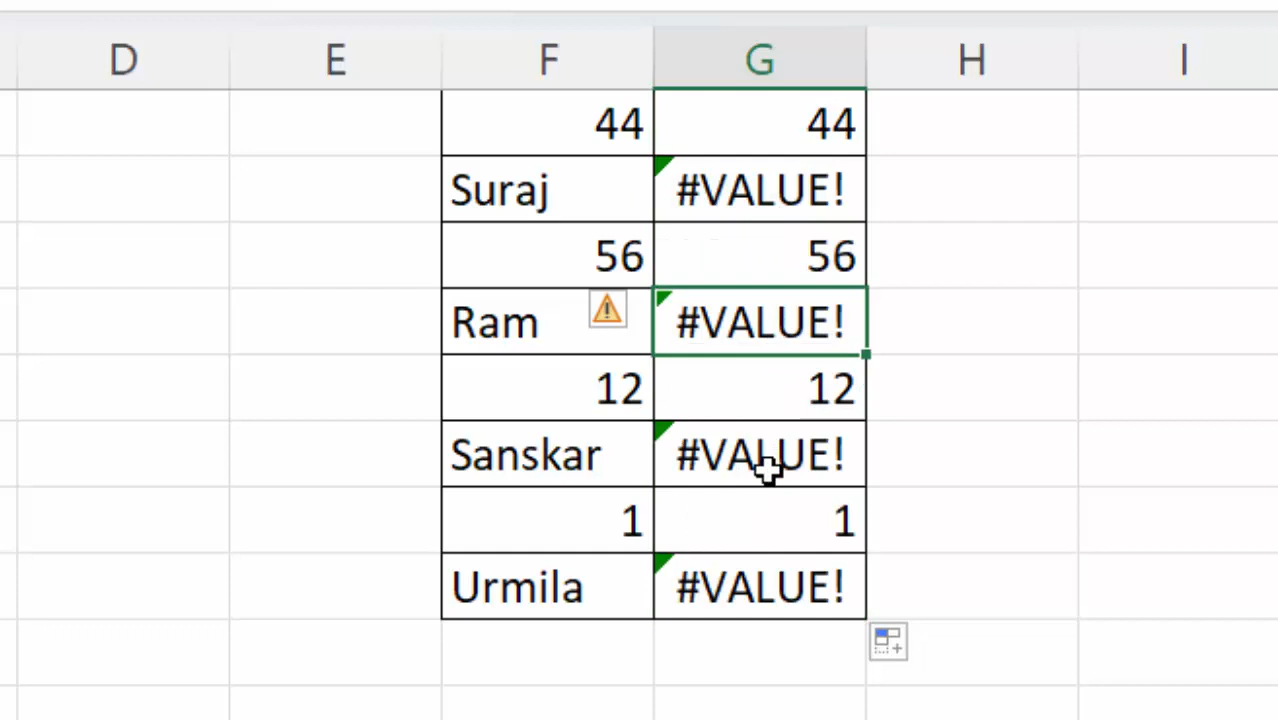 D E F G H I
44 44
Suraj #VALUE!
56 56
Ram #VALUE!
12 12
Sanskar #VALUE!
1 1
Urmila #VALUE!